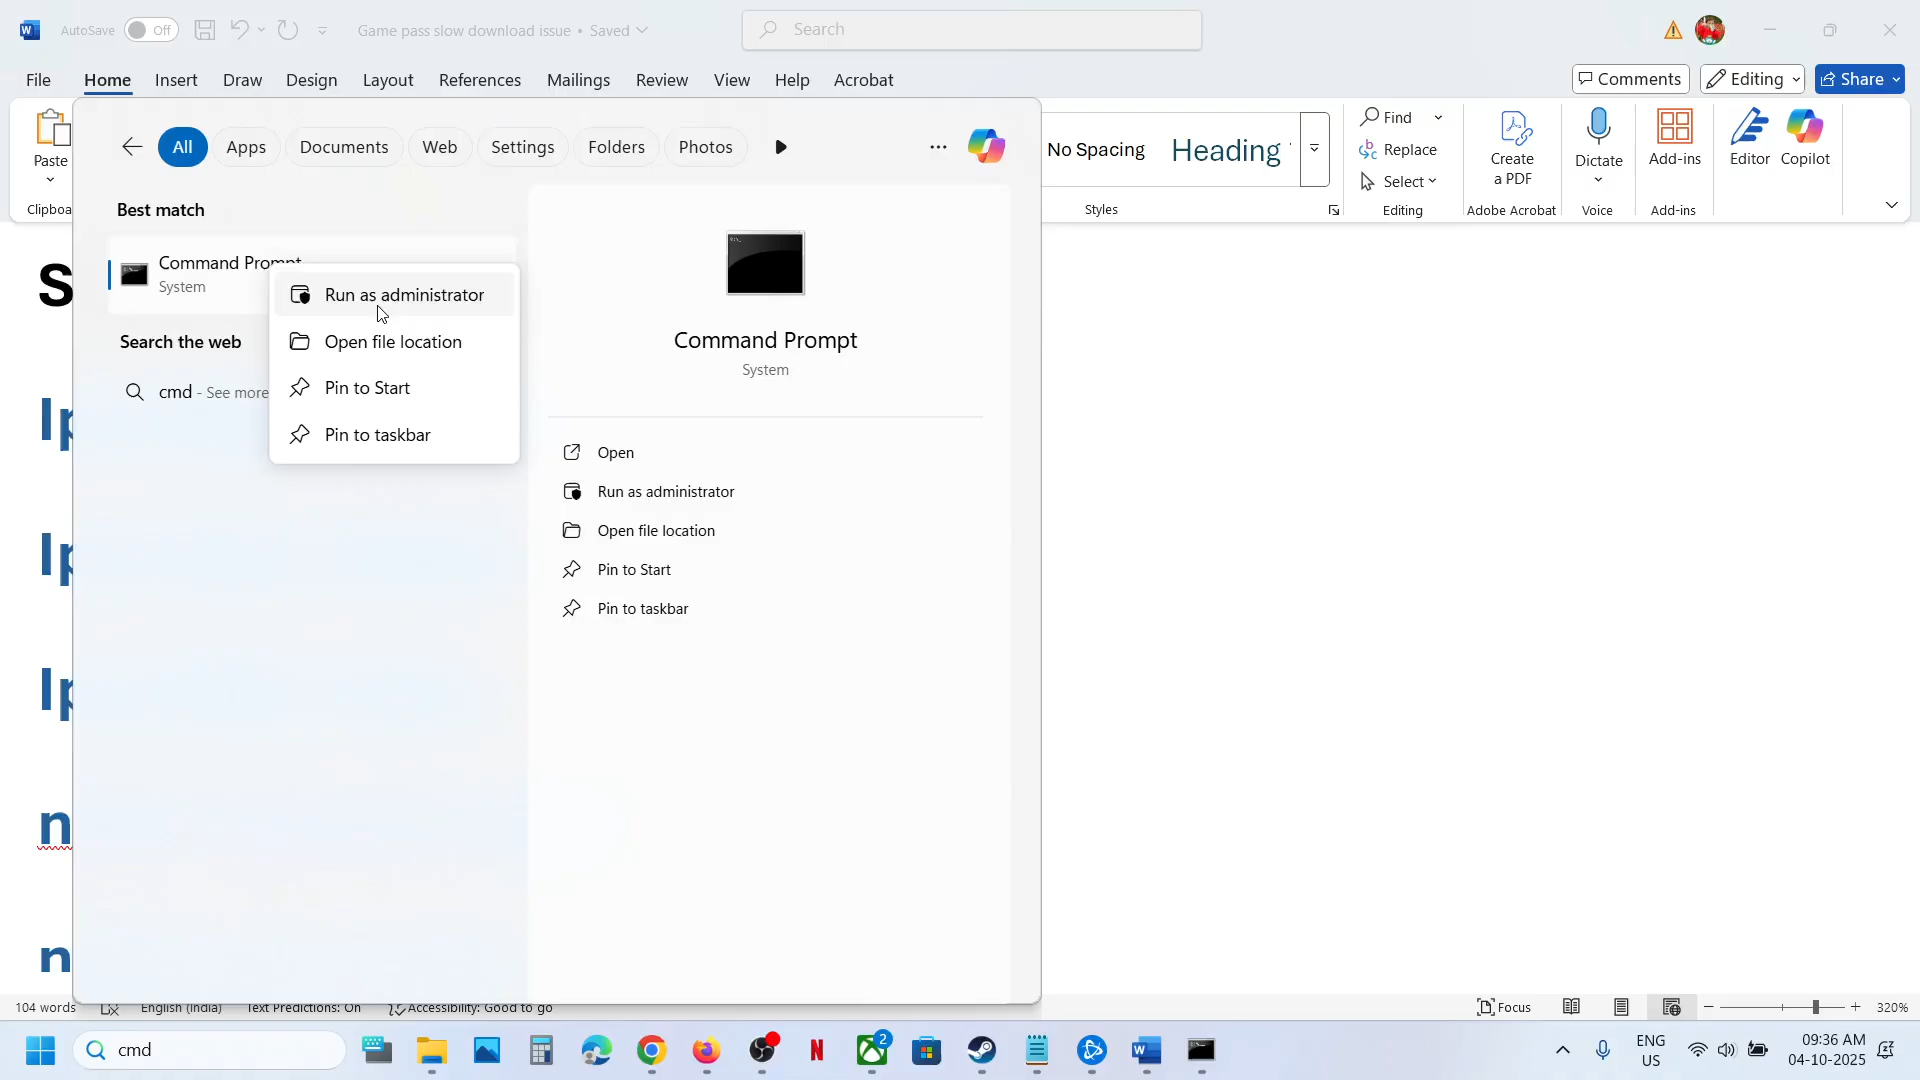 AutoSave Off Game pass slow download issue • Saved Search
File Home Insert Draw Design Layout References Mailings Review View Help Acrobat Comments Editing Share
Paste
Clipboa
No Spacing Heading
Styles
Find
Replace
Select
Editing
Create
a PDF
Adobe Acrobat
Dictate
Voice
Add-ins
Add-ins
Editor
Copilot
All Apps Documents Web Settings Folders Photos
Best match
Command Prompt
System
Run as administrator
Open file location
Pin to Start
Pin to taskbar
Search the web
cmd - See more
Command Prompt
System
Open
Run as administrator
Open file location
Pin to Start
Pin to taskbar
S
Ip
Ip
Ip
n
n
104 words English (India) Text Predictions: On Accessibility: Good to go Focus 320%
cmd
2
ENG
US
09:36 AM
04-10-2025